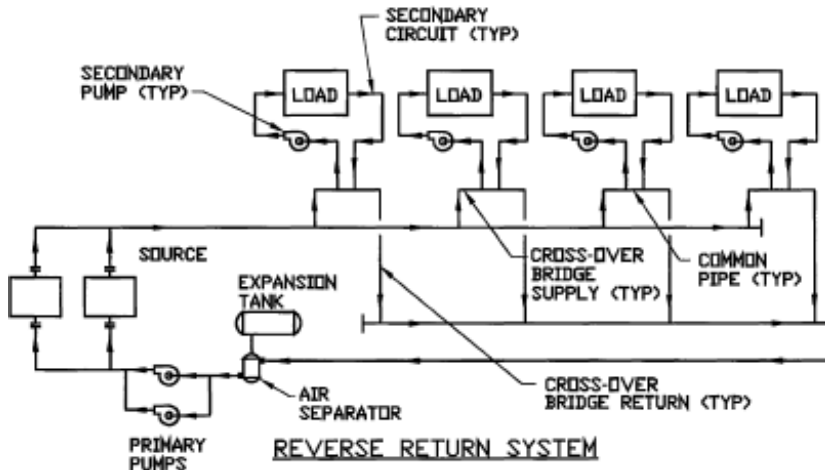 SECONDARY
CIRCUIT (TYP)
SECONDARY
PUMP (TYP)
LOAD
LOAD
LOAD
LOAD
SOURCE
EXPANSION
TANK
CROSS-OVER
BRIDGE
SUPPLY (TYP)
COMMON
PIPE (TYP)
AIR
SEPARATOR
CROSS-OVER
BRIDGE RETURN (TYP)
PRIMARY
PUMPS
REVERSE RETURN SYSTEM